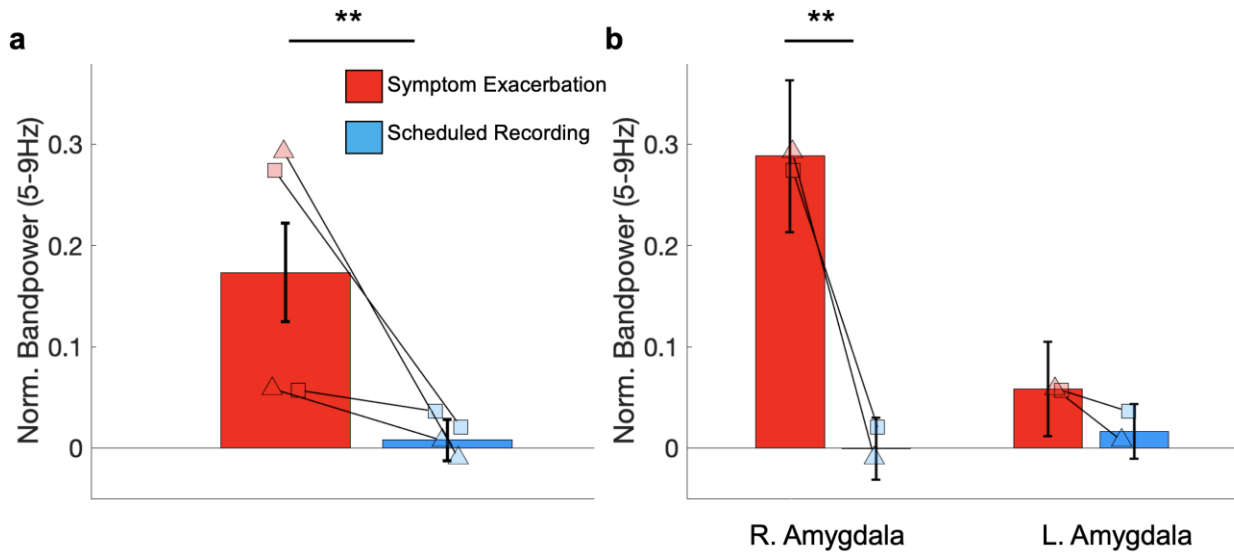 a
**
Symptom Exacerbation
Scheduled Recording
Norm. Bandpower (5-9Hz)
0.3
0.2
0.1
0
b
**
Norm. Bandpower (5-9Hz)
0.3
0.2
0.1
0
R. Amygdala
L. Amygdala